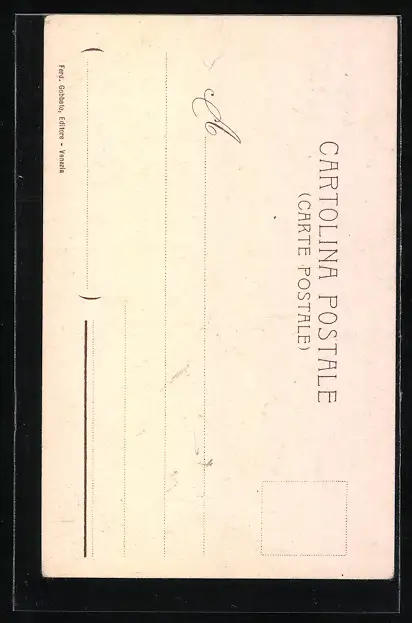 CARTOLINA POSTALE
(CARTE POSTALE)
A
Ferd. Gobbato, Editore - Venezia